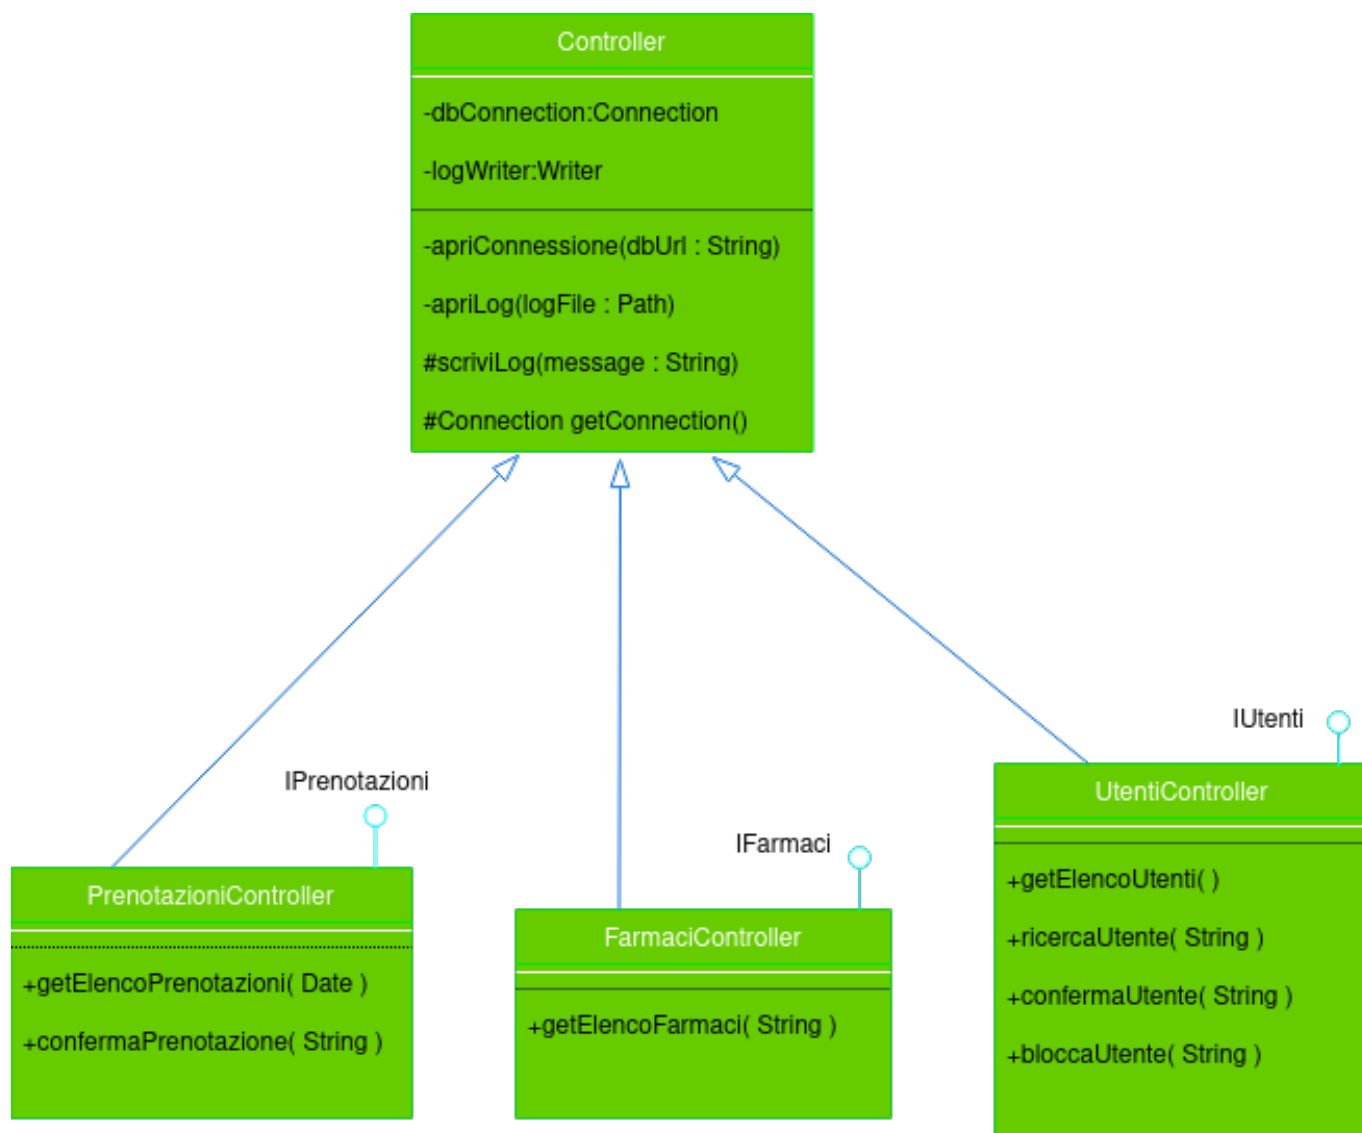 Controller
-dbConnection:Connection
-logWriter:Writer
-apriConnessione(dbUrl : String)
-apriLog(logFile : Path)
#scriviLog(message : String)
#Connection getConnection()
IPrenotazioni
PrenotazioniController
+getElencoPrenotazioni( Date )
+confermaPrenotazione( String )
IFarmaci
FarmaciController
+getElencoFarmaci( String )
IUtenti
UtentiController
+getElencoUtenti( )
+ricercaUtente( String )
+confermaUtente( String )
+bloccaUtente( String )